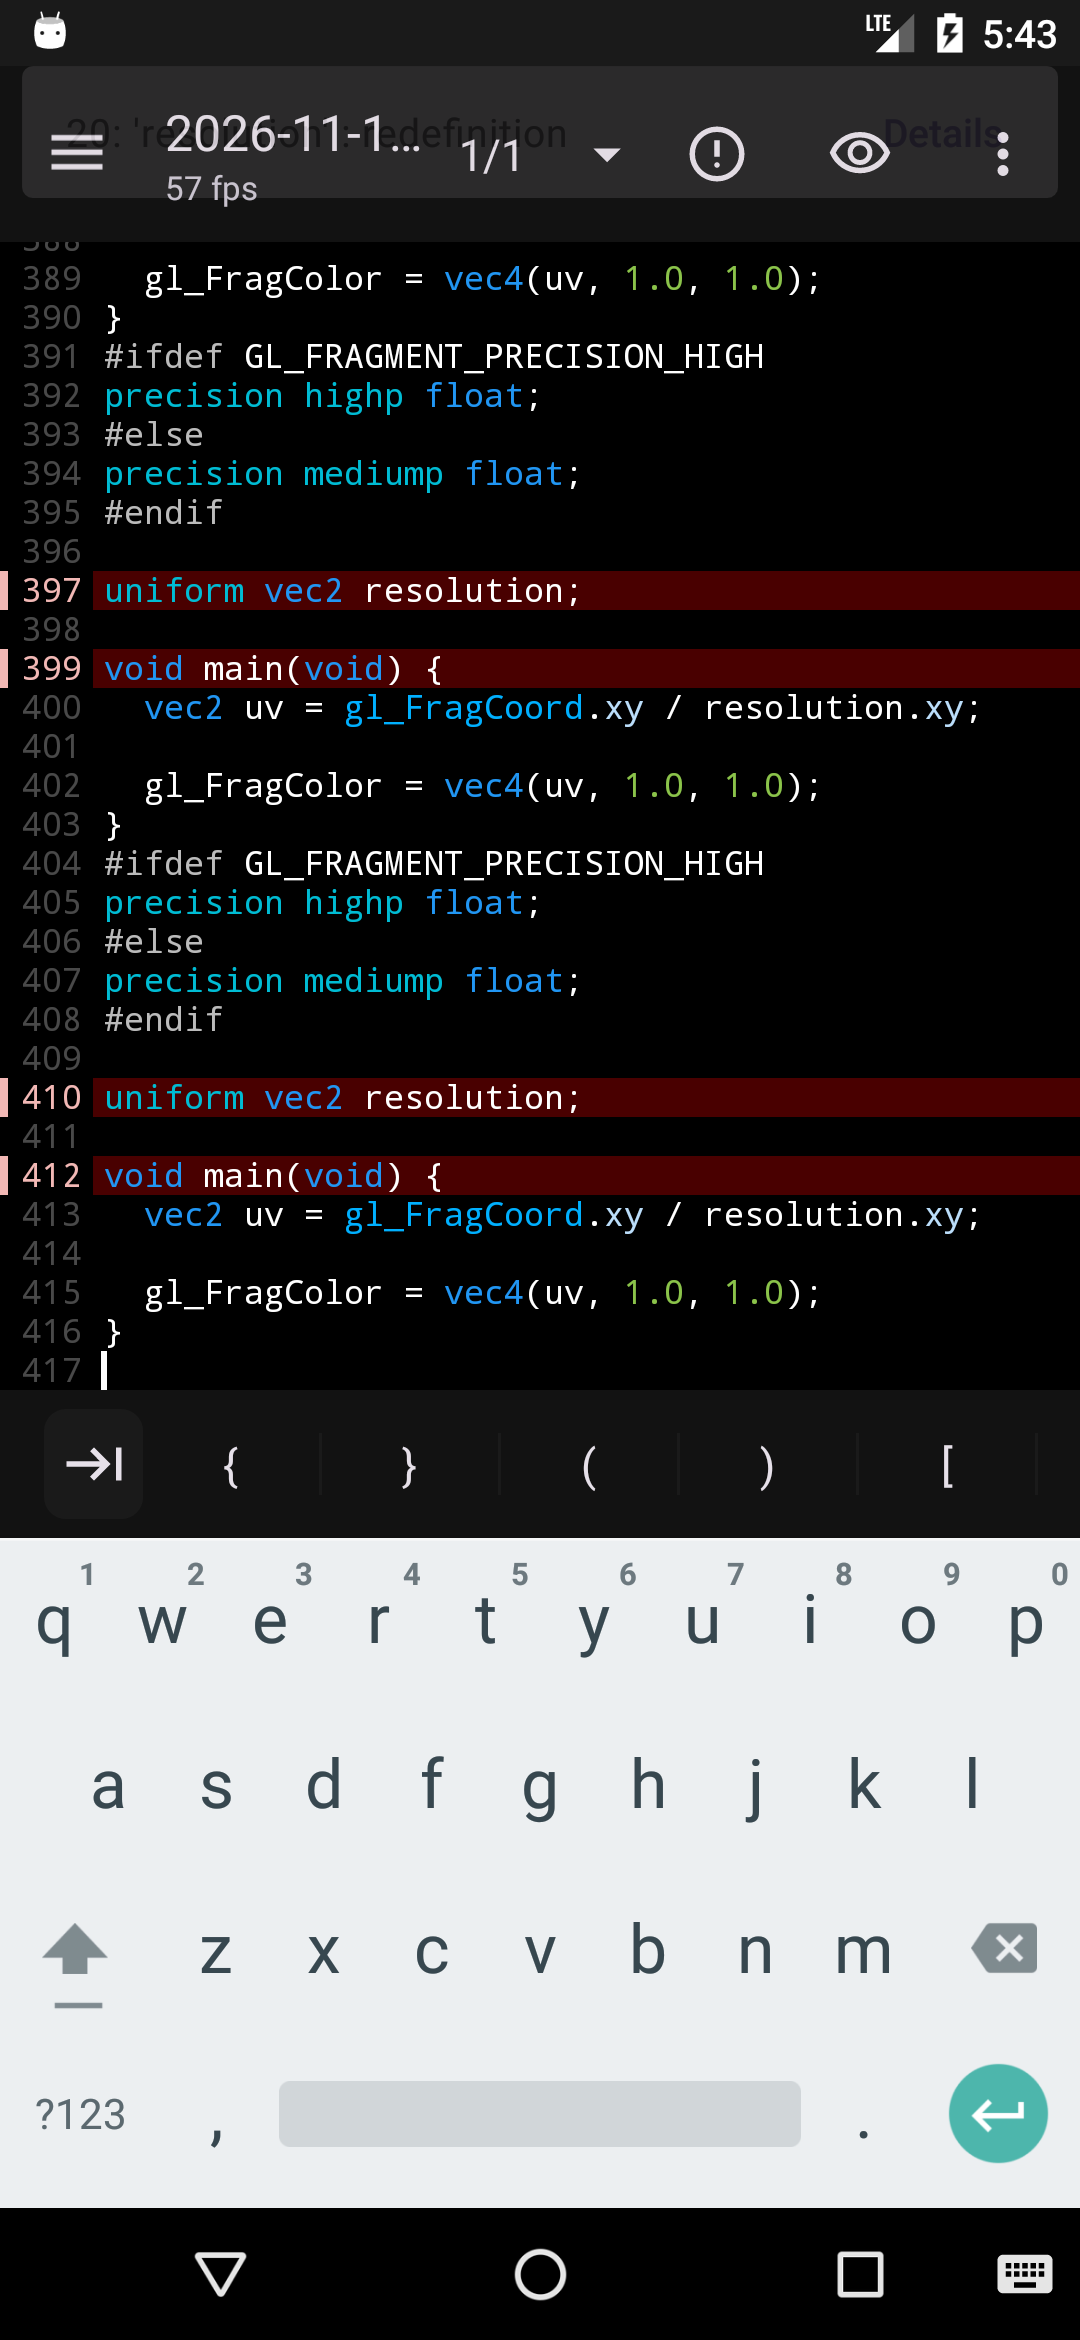 LTE 5:43
20: 'resolution' : redefinition Details
2026-11-1... 1/1
57 fps
388
389 gl_FragColor = vec4(uv, 1.0, 1.0);
390 }
391 #ifdef GL_FRAGMENT_PRECISION_HIGH
392 precision highp float;
393 #else
394 precision mediump float;
395 #endif
396
397 uniform vec2 resolution;
398
399 void main(void) {
400 vec2 uv = gl_FragCoord.xy / resolution.xy;
401
402 gl_FragColor = vec4(uv, 1.0, 1.0);
403 }
404 #ifdef GL_FRAGMENT_PRECISION_HIGH
405 precision highp float;
406 #else
407 precision mediump float;
408 #endif
409
410 uniform vec2 resolution;
411
412 void main(void) {
413 vec2 uv = gl_FragCoord.xy / resolution.xy;
414
415 gl_FragColor = vec4(uv, 1.0, 1.0);
416 }
417
{ } ( ) [
1 2 3 4 5 6 7 8 9 0
q w e r t y u i o p
a s d f g h j k l
z x c v b n m
?123 , .